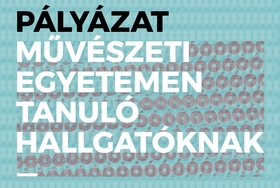 PÁLYÁZAT
MŰVÉSZETI
EGYETEMEN
TANULÓ
HALLGATÓKNAK